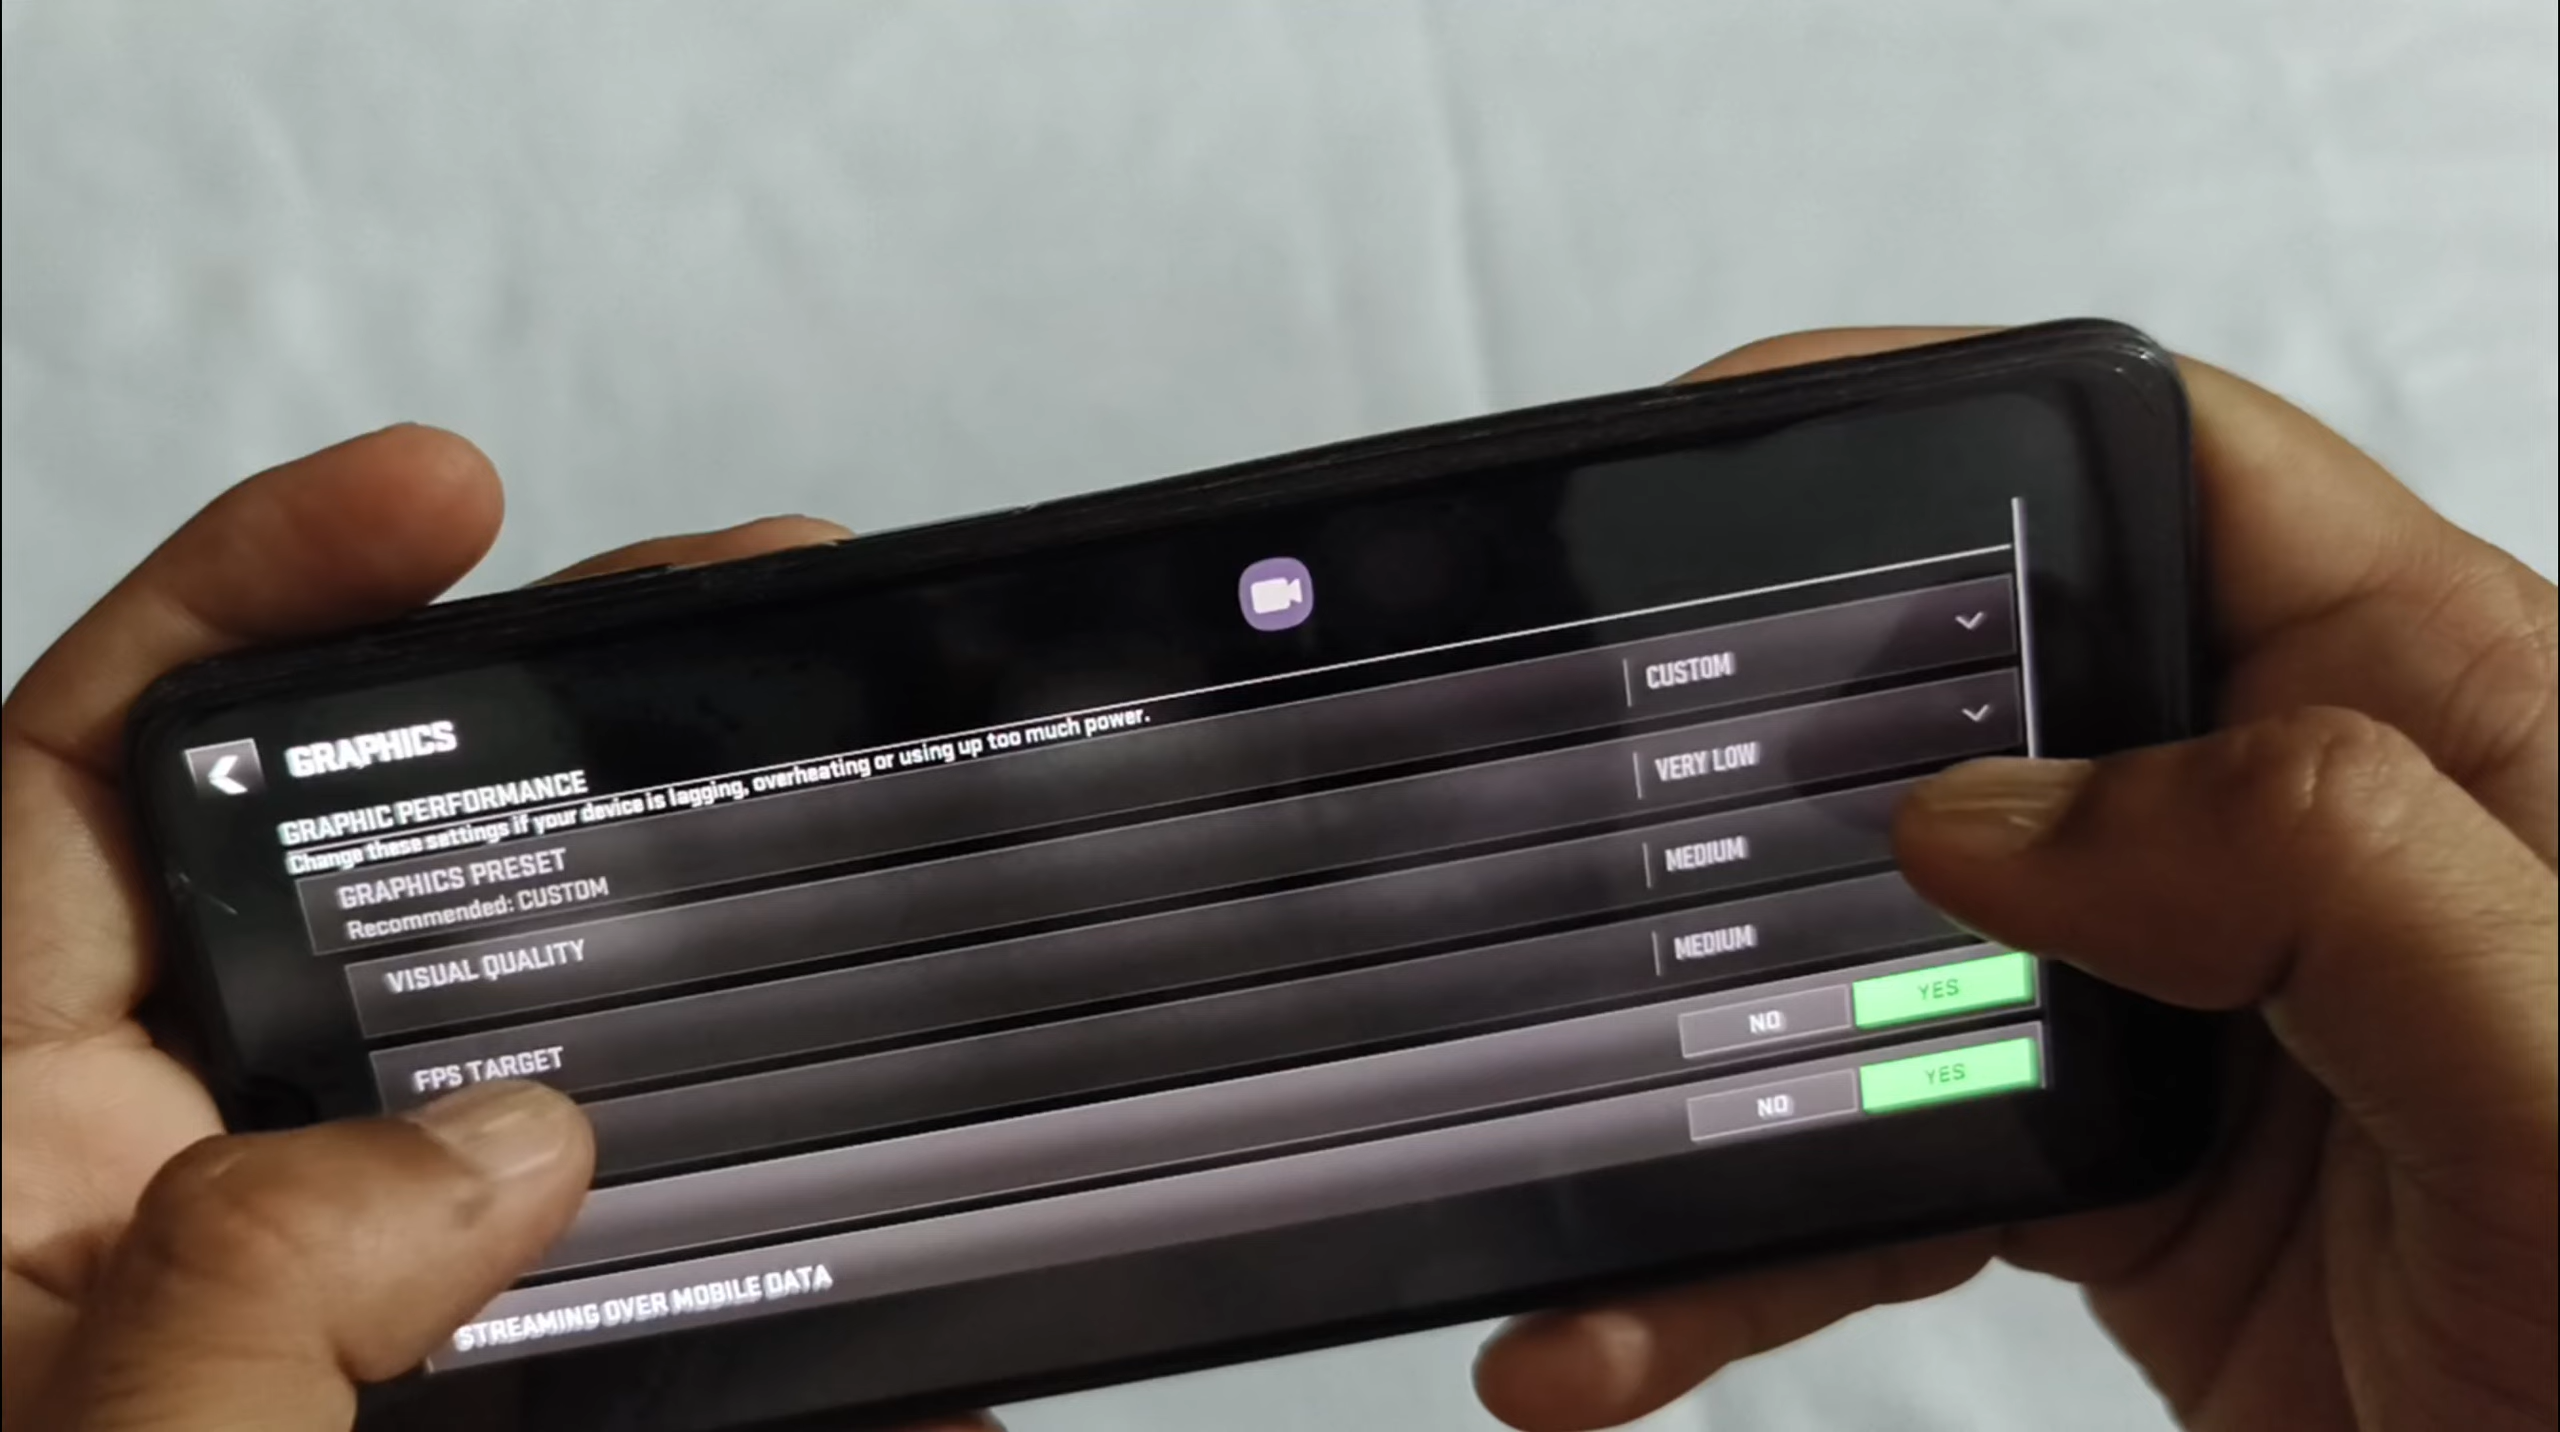 GRAPHICS
GRAPHIC PERFORMANCE
Change these settings if your device is lagging, overheating or using up too much power.
GRAPHICS PRESET
CUSTOM
Recommended: CUSTOM
VISUAL QUALITY
VERY LOW
FPS TARGET
MEDIUM
MEDIUM
NO YES
STREAMING OVER MOBILE DATA
NO YES